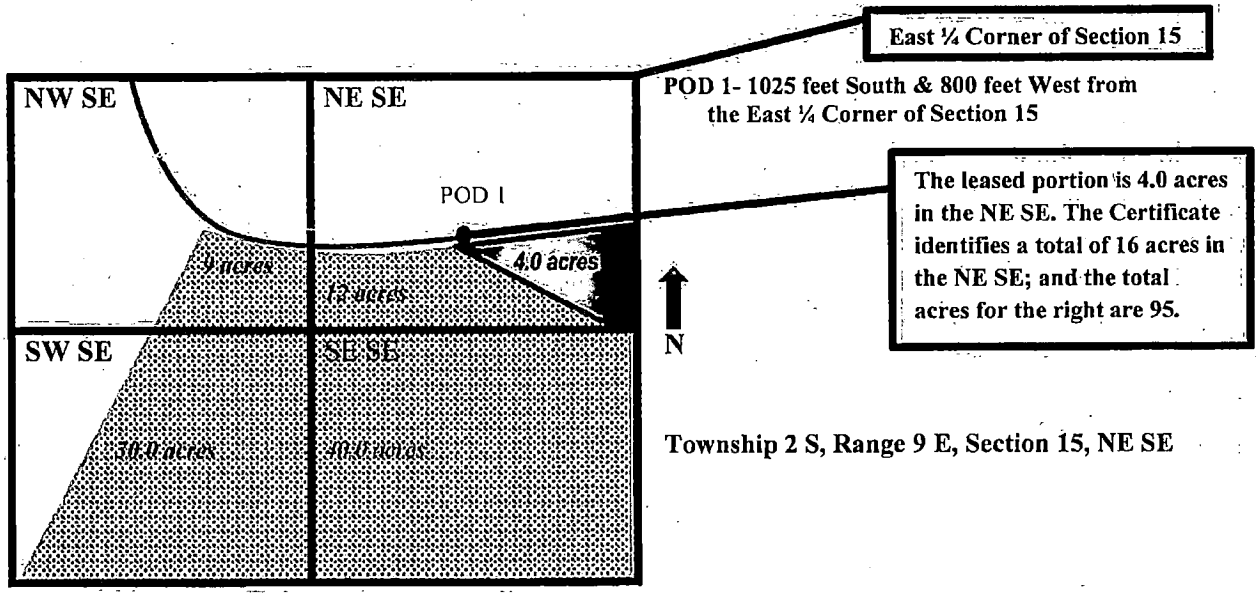 East ¼ Corner of Section 15
NW SE
NE SE
POD 1- 1025 feet South & 800 feet West from
the East ¼ Corner of Section 15
POD 1
The leased portion is 4.0 acres
in the NE SE. The Certificate
identifies a total of 16 acres in
the NE SE; and the total
acres for the right are 95.
9 acres
4.0 acres
12 acres
N
SW SE
SE SE
30.0 acres
40.0 acres
Township 2 S, Range 9 E, Section 15, NE SE